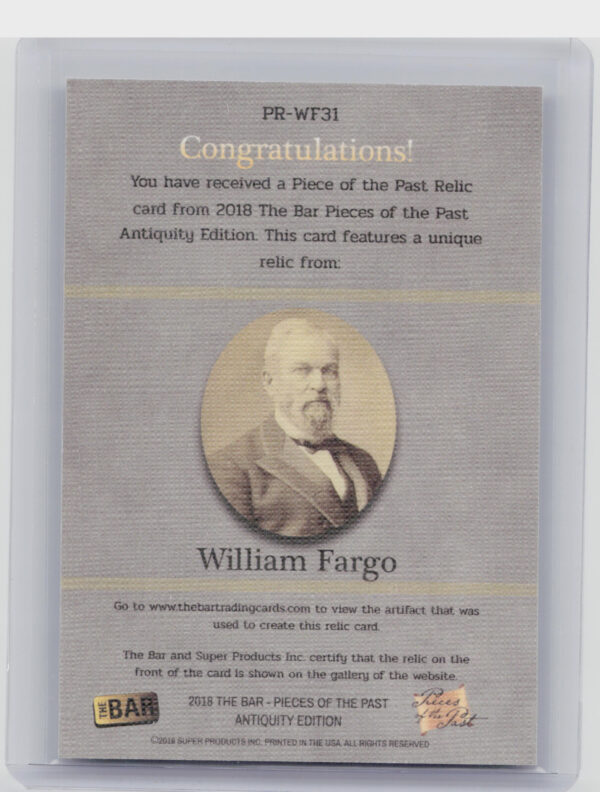 PR-WF31
Congratulations!
You have received a Piece of the Past Relic
card from 2018 The Bar Pieces of the Past
Antiquity Edition. This card features a unique
relic from:
William Fargo
Go to www.thebartradingcards.com to view the artifact that was
used to create this relic card.
The Bar and Super Products Inc. certify that the relic on the
front of the card is shown on the gallery of the website.
THE BAR
2018 THE BAR - PIECES OF THE PAST
ANTIQUITY EDITION
Pieces
of the Past
©2018 SUPER PRODUCTS INC. PRINTED IN THE USA. ALL RIGHTS RESERVED